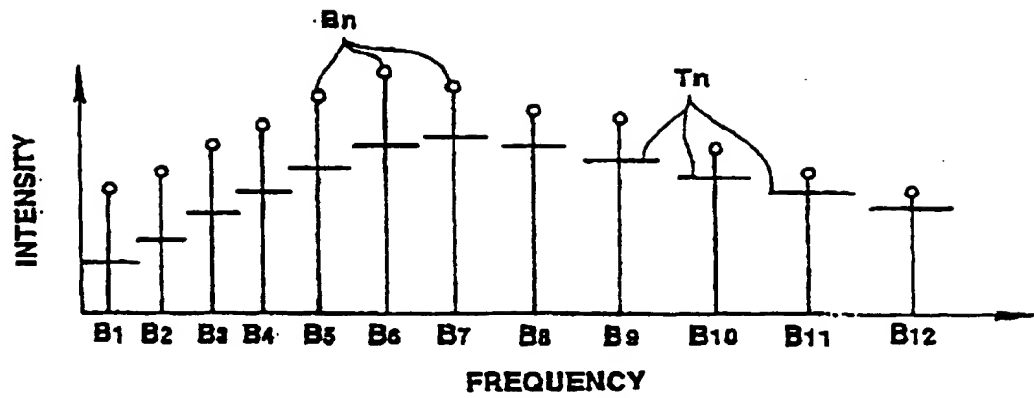 Bn
Tn
INTENSITY
B1 B2 B3 B4 B5 B6 B7 B8 B9 B10 B11 B12
FREQUENCY